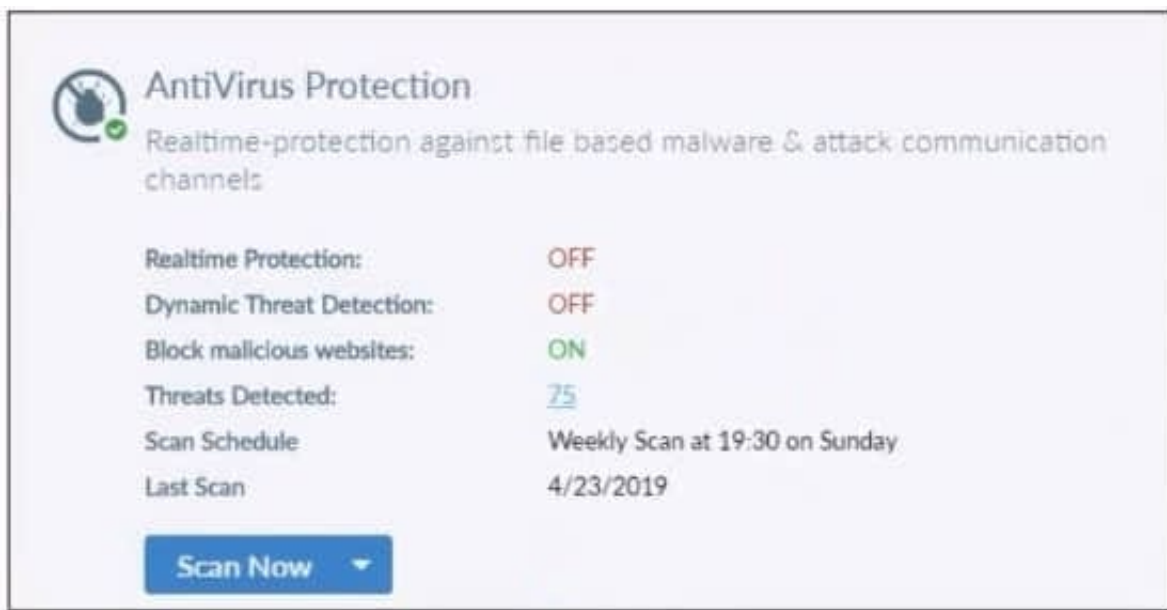 AntiVirus Protection
Realtime-protection against file based malware & attack communication
channels
Realtime Protection: OFF
Dynamic Threat Detection: OFF
Block malicious websites: ON
Threats Detected: 75
Scan Schedule Weekly Scan at 19:30 on Sunday
Last Scan 4/23/2019
Scan Now